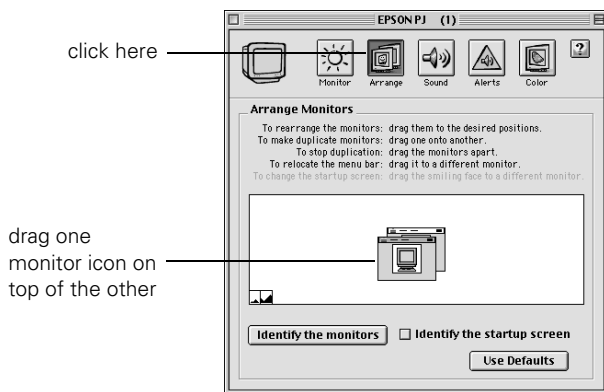 EPSON PJ (1)
click here
Monitor
Arrange
Sound
Alerts
Color
?
Arrange Monitors
To rearrange the monitors: drag them to the desired positions.
To make duplicate monitors: drag one onto another.
To stop duplication: drag the monitors apart.
To relocate the menu bar: drag it to a different monitor.
To change the startup screen: drag the smiling face to a different monitor.
drag one
monitor icon on
top of the other
Identify the monitors
Identify the startup screen
Use Defaults